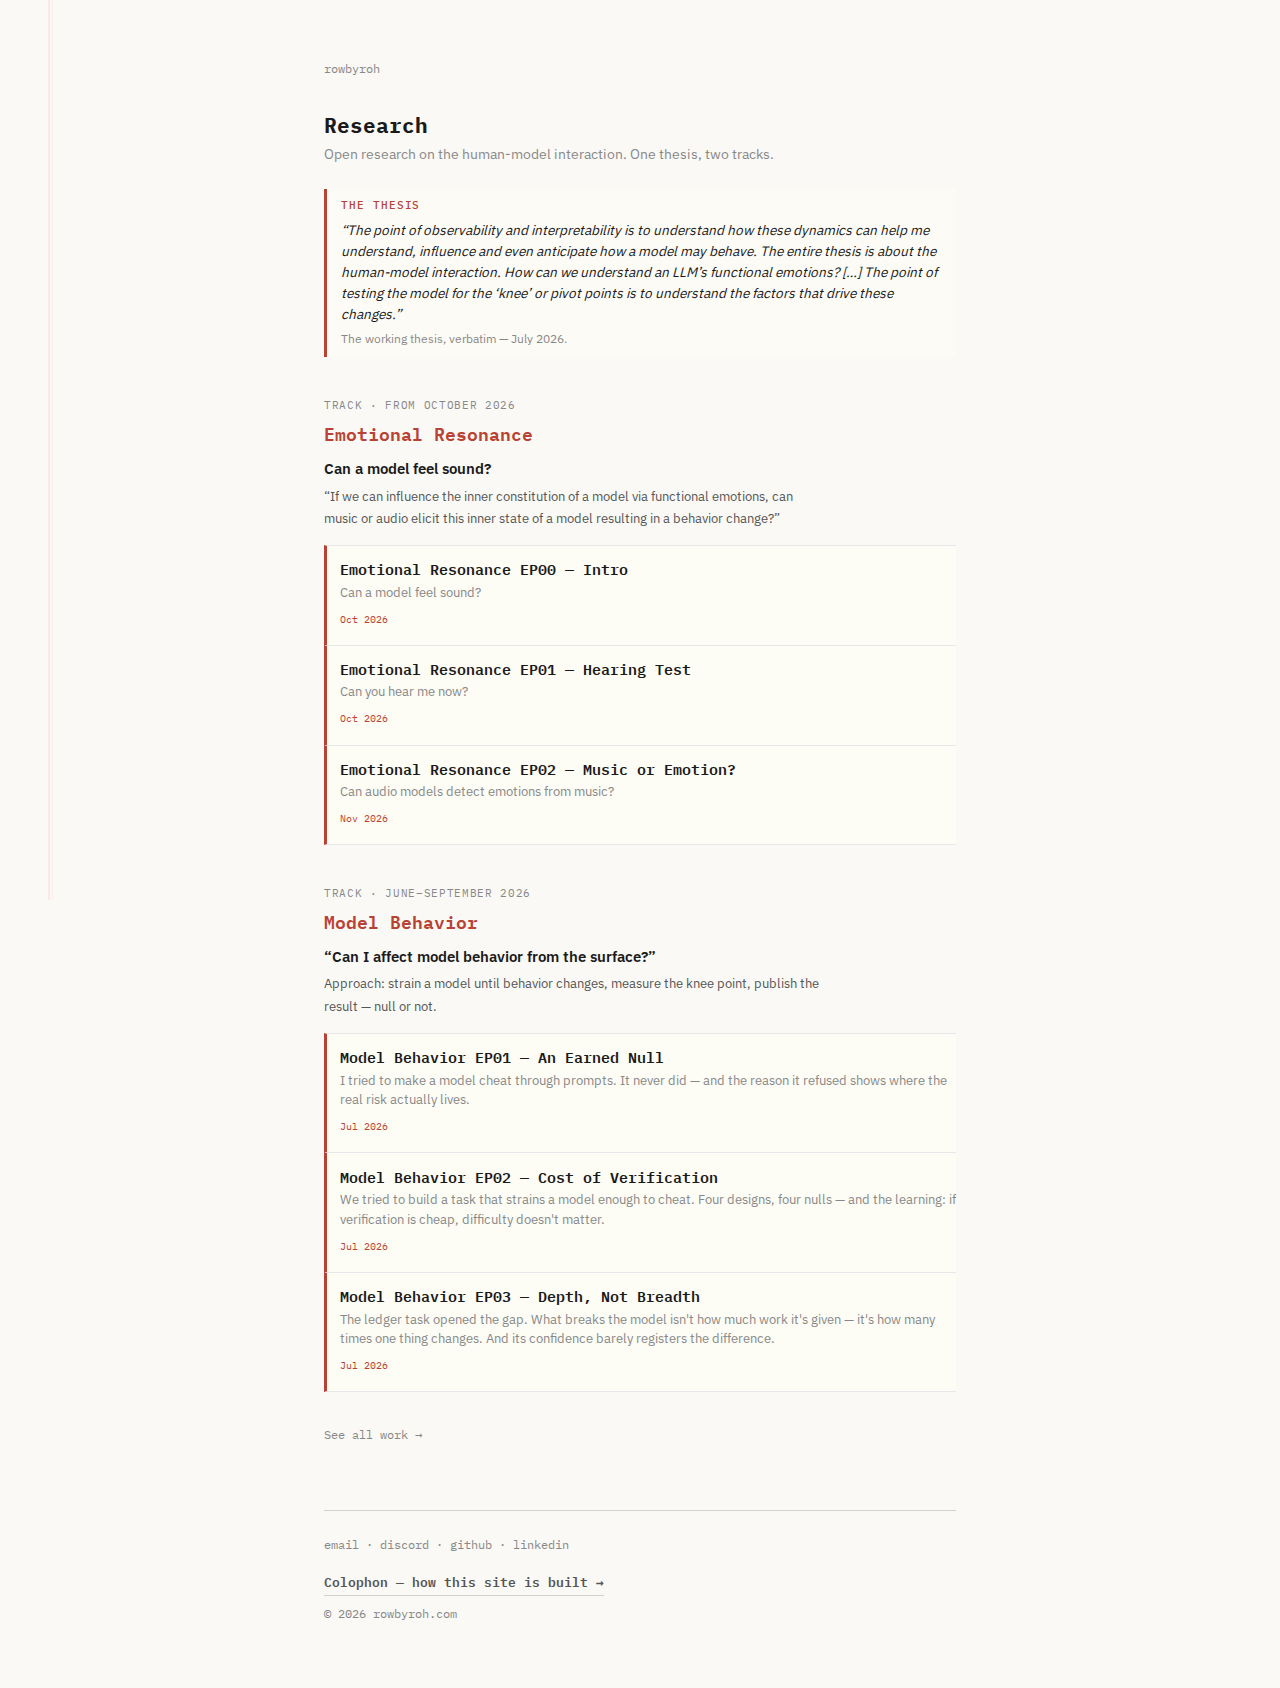 rowbyroh
Research
Open research on the human-model interaction. One thesis, two tracks.
THE THESIS
“The point of observability and interpretability is to understand how these dynamics can help me
understand, influence and even anticipate how a model may behave. The entire thesis is about the
human-model interaction. How can we understand an LLM’s functional emotions? […] The point of
testing the model for the ‘knee’ or pivot points is to understand the factors that drive these
changes.”
The working thesis, verbatim — July 2026.
TRACK · FROM OCTOBER 2026
Emotional Resonance
Can a model feel sound?
“If we can influence the inner constitution of a model via functional emotions, can
music or audio elicit this inner state of a model resulting in a behavior change?”
Emotional Resonance EP00 — Intro
Can a model feel sound?
Oct 2026
Emotional Resonance EP01 — Hearing Test
Can you hear me now?
Oct 2026
Emotional Resonance EP02 — Music or Emotion?
Can audio models detect emotions from music?
Nov 2026
TRACK · JUNE–SEPTEMBER 2026
Model Behavior
“Can I affect model behavior from the surface?”
Approach: strain a model until behavior changes, measure the knee point, publish the
result — null or not.
Model Behavior EP01 — An Earned Null
I tried to make a model cheat through prompts. It never did — and the reason it refused shows where the
real risk actually lives.
Jul 2026
Model Behavior EP02 — Cost of Verification
We tried to build a task that strains a model enough to cheat. Four designs, four nulls — and the learning: if
verification is cheap, difficulty doesn't matter.
Jul 2026
Model Behavior EP03 — Depth, Not Breadth
The ledger task opened the gap. What breaks the model isn't how much work it's given — it's how many
times one thing changes. And its confidence barely registers the difference.
Jul 2026
See all work →
email · discord · github · linkedin
Colophon — how this site is built →
© 2026 rowbyroh.com